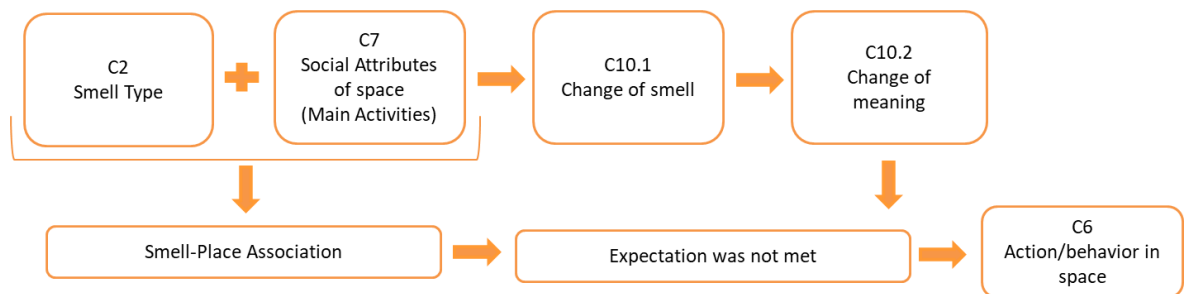 C2
Smell Type
C7
Social Attributes
of space
(Main Activities)
C10.1
Change of smell
C10.2
Change of
meaning
Smell-Place Association
Expectation was not met
C6
Action/behavior in
space